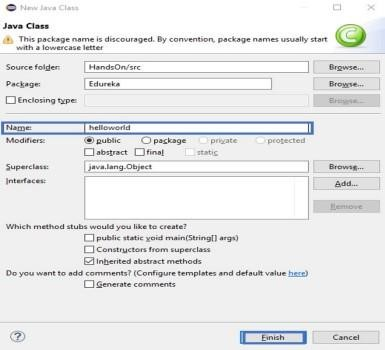 New Java Class
Java Class
This package name is discouraged. By convention, package names usually start
with a lowercase letter
Source folder: HandsOn/src Browse...
Package: Edureka Browse...
Enclosing type: Browse...
Name: helloworld
Modifiers: public package private protected
abstract final static
Superclass: java.lang.Object Browse...
Interfaces: Add...
Remove
Which method stubs would you like to create?
public static void main(String[] args)
Constructors from superclass
Inherited abstract methods
Do you want to add comments? (Configure templates and default value here)
Generate comments
? Finish Cancel